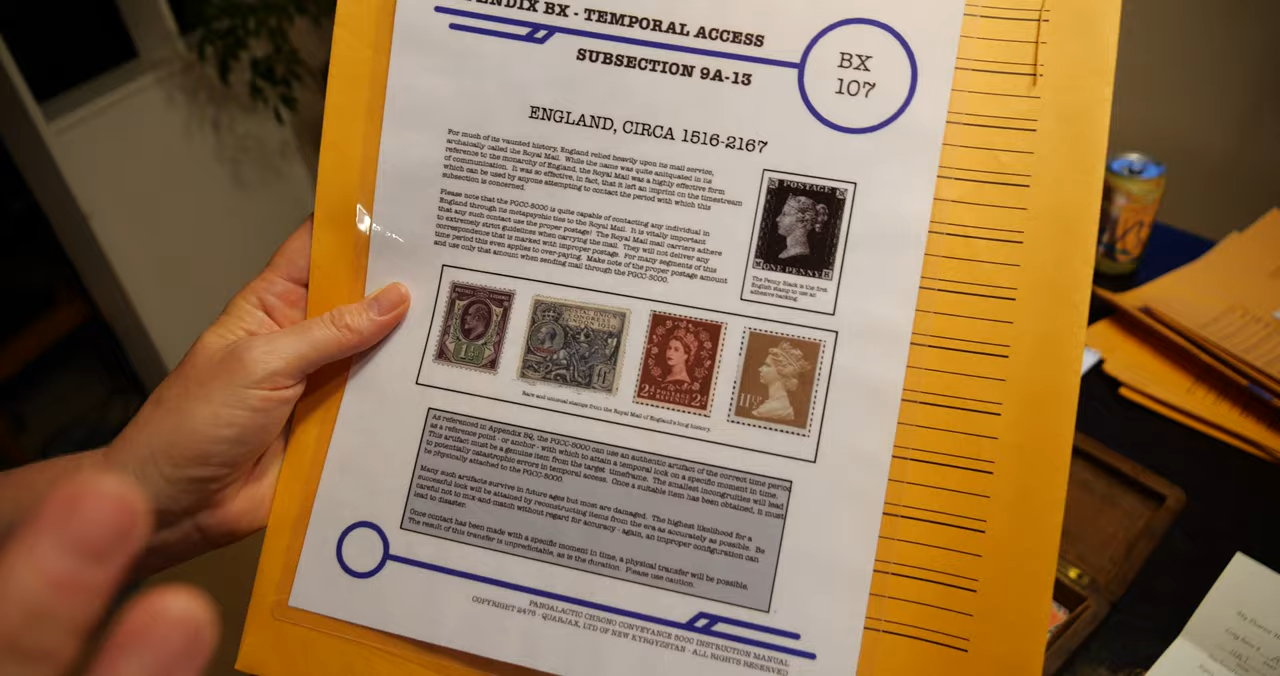 ENDIX BX - TEMPORAL ACCESS
SUBSECTION 9A-13
BX
107
ENGLAND, CIRCA 1516-2167
For much of its vaunted history, England relied heavily upon its mail service,
archaically called the Royal Mail. While the name was quite antiquated in its
reference to the monarchy of England, the Royal Mail was a highly effective form
of communication. It was so effective, in fact, that it left an imprint on the timestream
which can be used by anyone attempting to contact the period with which this
subsection is concerned.
Please note that the PGCC-5000 is quite capable of contacting any individual in
England through its metapsychic ties to the Royal Mail. It is vitally important
that any such contact use the proper postage! The Royal Mail mail carriers adhere
to extremely strict guidelines when carrying the mail. They will not deliver any
correspondence that is marked with improper postage. For many segments of this
time period this even applies to over-paying. Make note of the proper postage amount
and use only that amount when sending mail through the PGCC-5000.
POSTAGE
ONE PENNY
The Penny Black is the first
English stamp to use an
adhesive backing.
POSTAL UNION
CONGRESS
LONDON 1929
£1
2d POSTAGE REVENUE 2d
11½P
Rare and unusual stamps from the Royal Mail of England's long history.
As referenced in Appendix BQ, the PGCC-5000 can use an authentic artifact of the correct time period
as a reference point - or anchor - with which to attain a temporal lock on a specific moment in time.
This artifact must be a genuine item from the target timeframe. The smallest incongruities will lead
to potentially catastrophic errors in temporal access. Once a suitable item has been obtained, it must
be physically attached to the PGCC-5000.
Many such artifacts survive in future ages but most are damaged. The highest likelihood for a
successful lock will be attained by reconstructing items from the era as accurately as possible. Be
careful not to mix-and-match without regard for accuracy - again, an improper configuration can
lead to disaster.
Once contact has been made with a specific moment in time, a physical transfer will be possible.
The result of this transfer is unpredictable, as is the duration. Please use caution.
PANGALACTIC CHRONO CONVEYANCE 5000 INSTRUCTION MANUAL
COPYRIGHT 2476 - QUARJAX, LTD OF NEW KYRGYZSTAN - ALL RIGHTS RESERVED